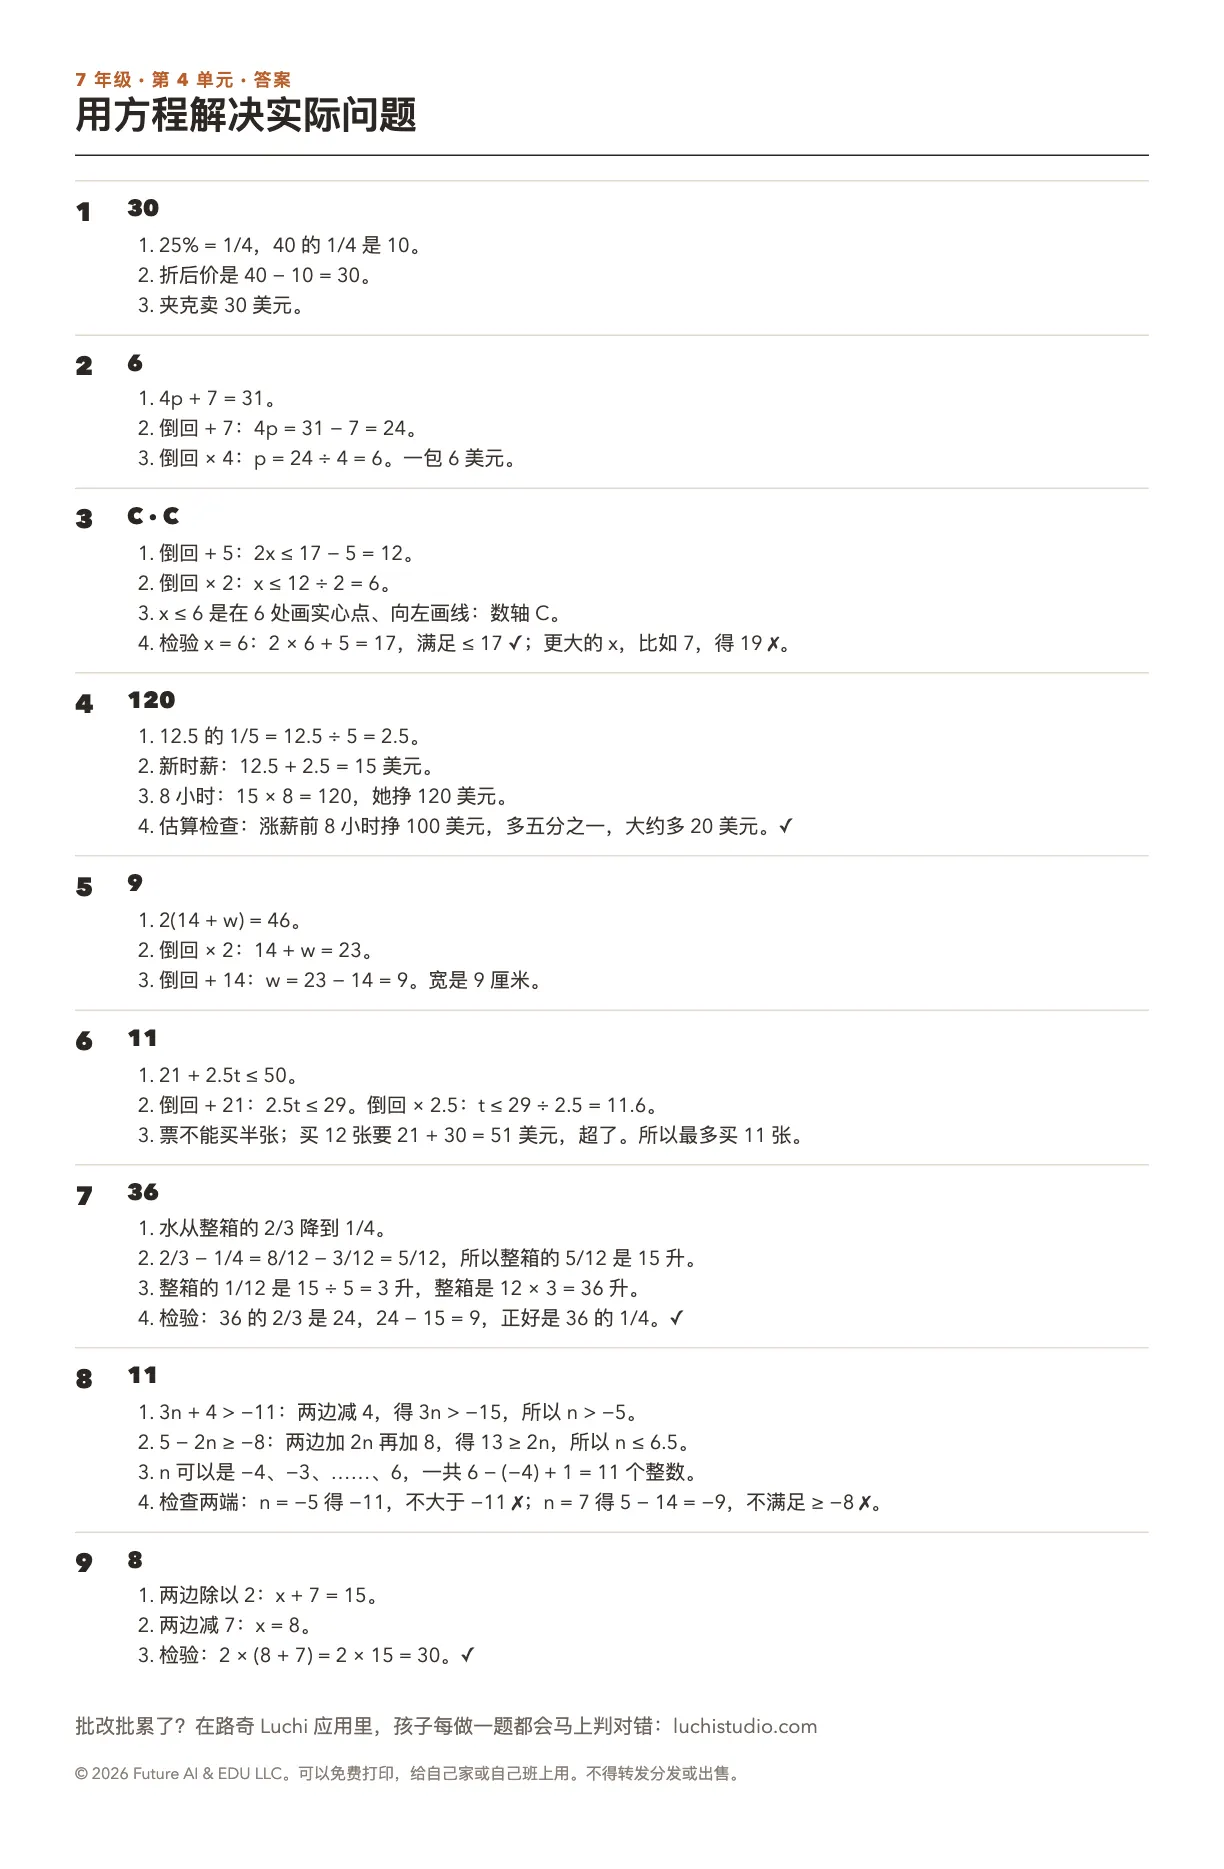 7 年级 · 第 4 单元 · 答案
用方程解决实际问题
1 30
1. 25% = 1/4，40 的 1/4 是 10。
2. 折后价是 40 − 10 = 30。
3. 夹克卖 30 美元。
2 6
1. 4p + 7 = 31。
2. 倒回 + 7：4p = 31 − 7 = 24。
3. 倒回 × 4：p = 24 ÷ 4 = 6。一包 6 美元。
3 C · C
1. 倒回 + 5：2x ≤ 17 − 5 = 12。
2. 倒回 × 2：x ≤ 12 ÷ 2 = 6。
3. x ≤ 6 是在 6 处画实心点、向左画线：数轴 C。
4. 检验 x = 6：2 × 6 + 5 = 17，满足 ≤ 17 ✓；更大的 x，比如 7，得 19 ✗。
4 120
1. 12.5 的 1/5 = 12.5 ÷ 5 = 2.5。
2. 新时薪：12.5 + 2.5 = 15 美元。
3. 8 小时：15 × 8 = 120，她挣 120 美元。
4. 估算检查：涨薪前 8 小时挣 100 美元，多五分之一，大约多 20 美元。✓
5 9
1. 2(14 + w) = 46。
2. 倒回 × 2：14 + w = 23。
3. 倒回 + 14：w = 23 − 14 = 9。宽是 9 厘米。
6 11
1. 21 + 2.5t ≤ 50。
2. 倒回 + 21：2.5t ≤ 29。倒回 × 2.5：t ≤ 29 ÷ 2.5 = 11.6。
3. 票不能买半张；买 12 张要 21 + 30 = 51 美元，超了。所以最多买 11 张。
7 36
1. 水从整箱的 2/3 降到 1/4。
2. 2/3 − 1/4 = 8/12 − 3/12 = 5/12，所以整箱的 5/12 是 15 升。
3. 整箱的 1/12 是 15 ÷ 5 = 3 升，整箱是 12 × 3 = 36 升。
4. 检验：36 的 2/3 是 24，24 − 15 = 9，正好是 36 的 1/4。✓
8 11
1. 3n + 4 > −11：两边减 4，得 3n > −15，所以 n > −5。
2. 5 − 2n ≥ −8：两边加 2n 再加 8，得 13 ≥ 2n，所以 n ≤ 6.5。
3. n 可以是 −4、−3、……、6，一共 6 − (−4) + 1 = 11 个整数。
4. 检查两端：n = −5 得 −11，不大于 −11 ✗；n = 7 得 5 − 14 = −9，不满足 ≥ −8 ✗。
9 8
1. 两边除以 2：x + 7 = 15。
2. 两边减 7：x = 8。
3. 检验：2 × (8 + 7) = 2 × 15 = 30。✓
批改批累了？在路奇 Luchi 应用里，孩子每做一题都会马上判对错：luchistudio.com
© 2026 Future AI & EDU LLC。可以免费打印，给自己家或自己班上用。不得转发分发或出售。